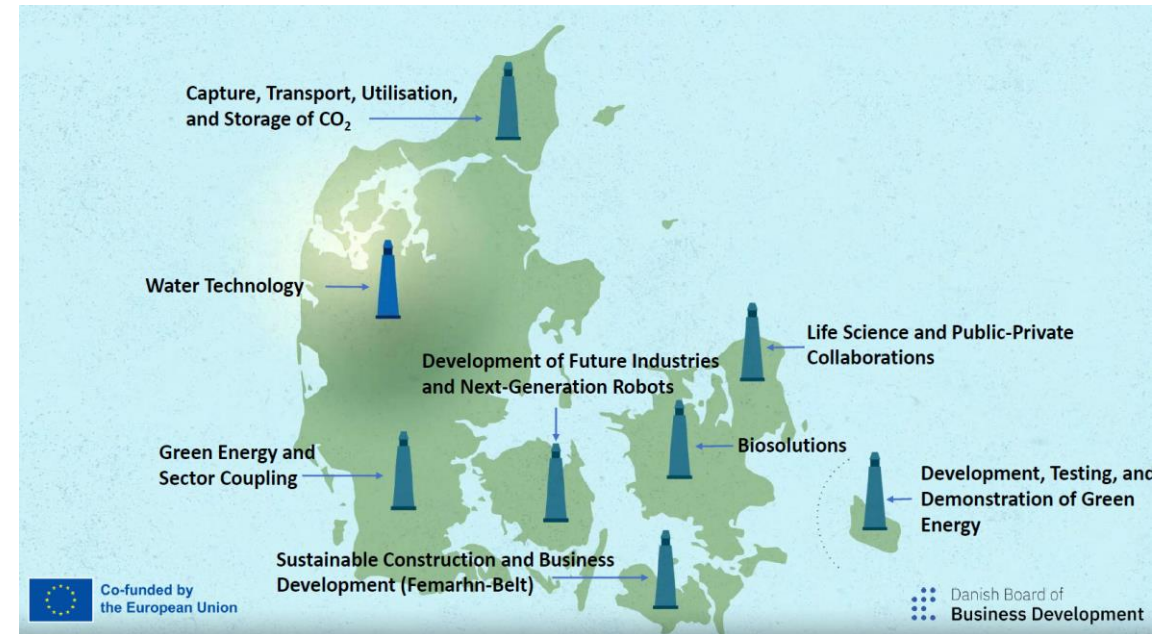 Capture, Transport, Utilisation,
and Storage of CO₂
Water Technology
Life Science and Public-Private
Collaborations
Development of Future Industries
and Next-Generation Robots
Biosolutions
Green Energy and
Sector Coupling
Development, Testing, and
Demonstration of Green
Energy
Sustainable Construction and Business
Development (Femarhn-Belt)
Co-funded by
the European Union
Danish Board of
Business Development